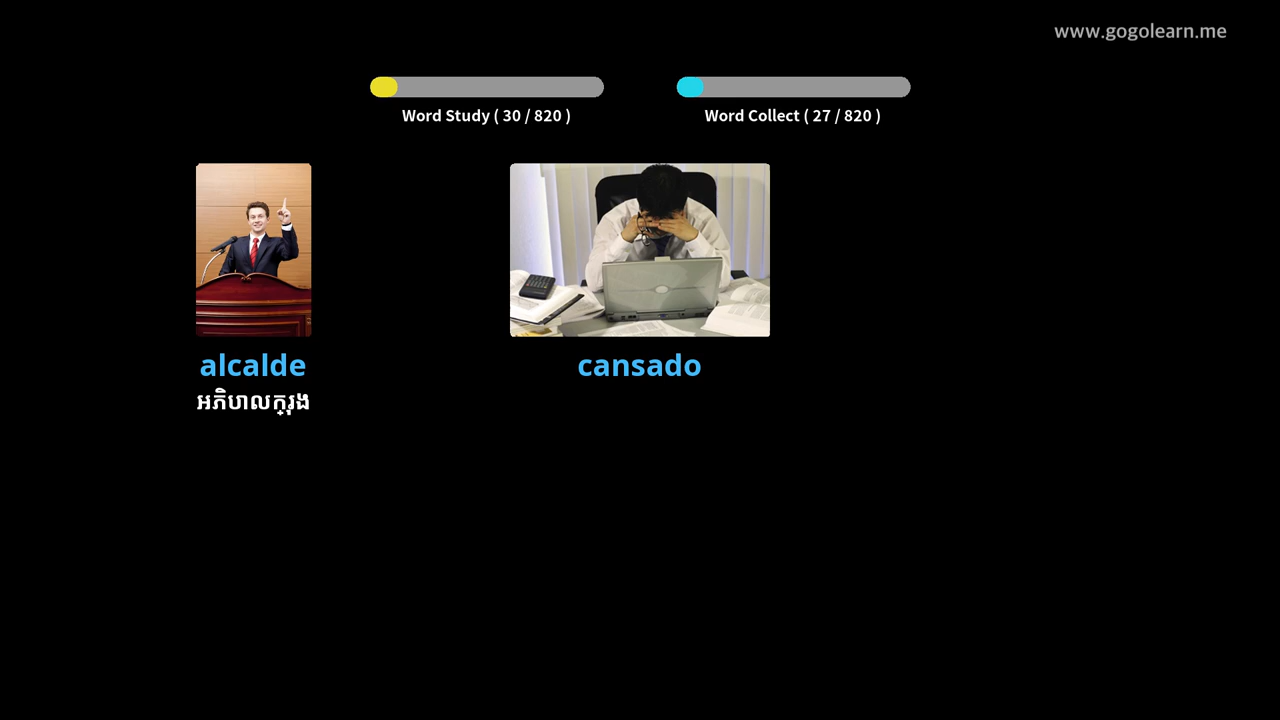 www.gogolearn.me
Word Study ( 30 / 820 )
Word Collect ( 27 / 820 )
alcalde
cansado
អភិបាលក្រុង